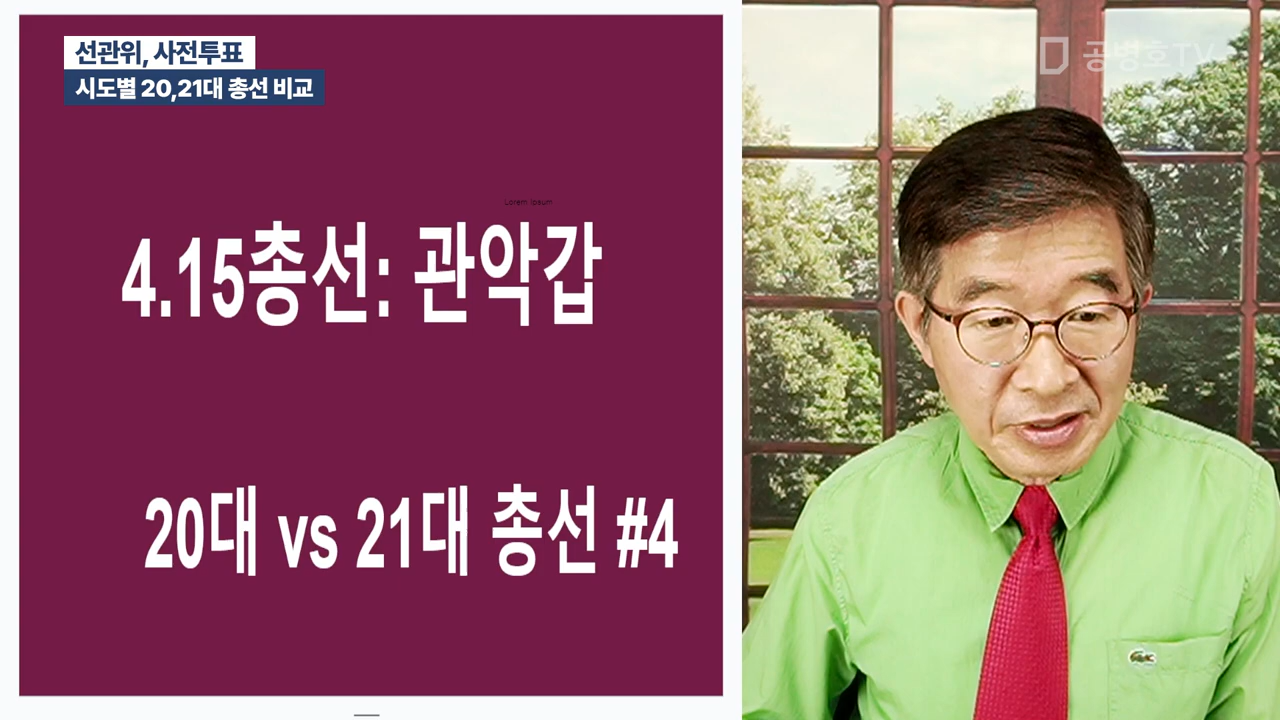 선관위, 사전투표
시도별 20,21대 총선 비교
공병호TV
Lorem ipsum
4.15총선: 관악갑
20대 vs 21대 총선 #4